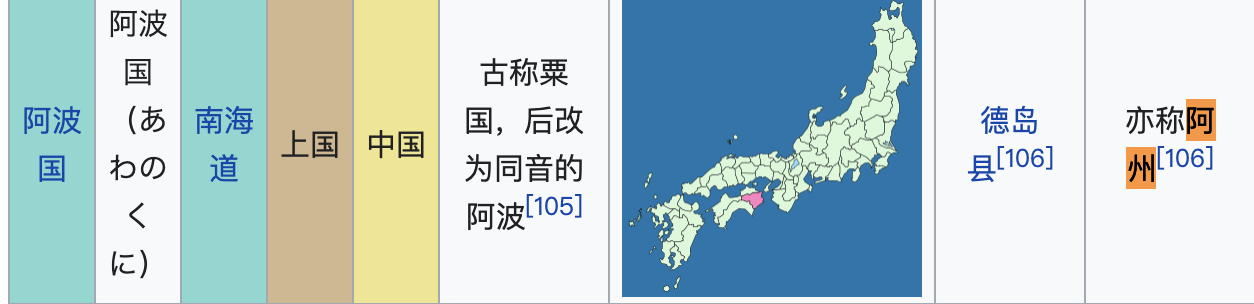 阿波
国
阿波
国
（あ
わの
く
に）
南海
道
上国
中国
古称粟
国，后改
为同音的
阿波[105]
德岛
县[106]
亦称阿
州[106]